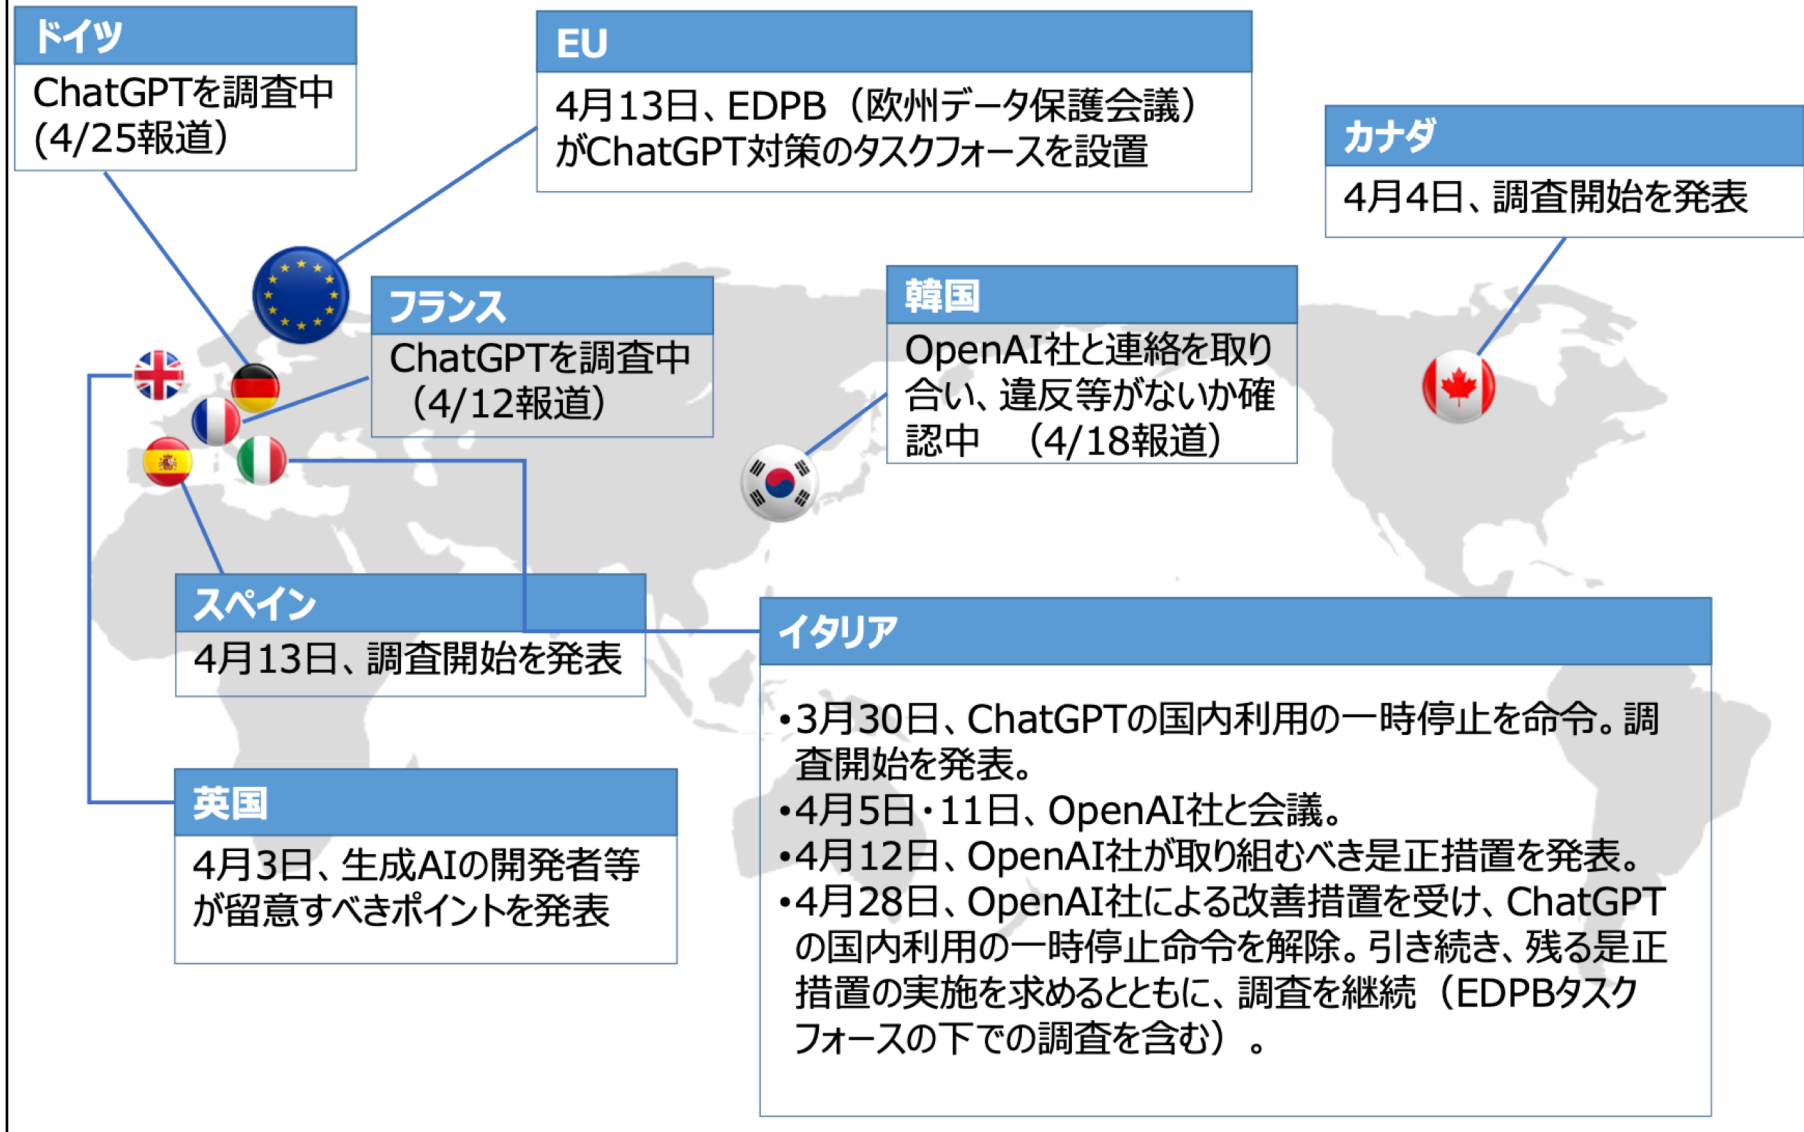 ドイツ
ChatGPTを調査中
(4/25報道)
EU
4月13日、EDPB（欧州データ保護会議）
がChatGPT対策のタスクフォースを設置
カナダ
4月4日、調査開始を発表
フランス
ChatGPTを調査中
（4/12報道）
韓国
OpenAI社と連絡を取り
合い、違反等がないか確
認中　（4/18報道）
スペイン
4月13日、調査開始を発表
英国
4月3日、生成AIの開発者等
が留意すべきポイントを発表
イタリア
•3月30日、ChatGPTの国内利用の一時停止を命令。調
査開始を発表。
•4月5日・11日、OpenAI社と会議。
•4月12日、OpenAI社が取り組むべき是正措置を発表。
•4月28日、OpenAI社による改善措置を受け、ChatGPT
の国内利用の一時停止命令を解除。引き続き、残る是正
措置の実施を求めるとともに、調査を継続（EDPBタスク
フォースの下での調査を含む）。